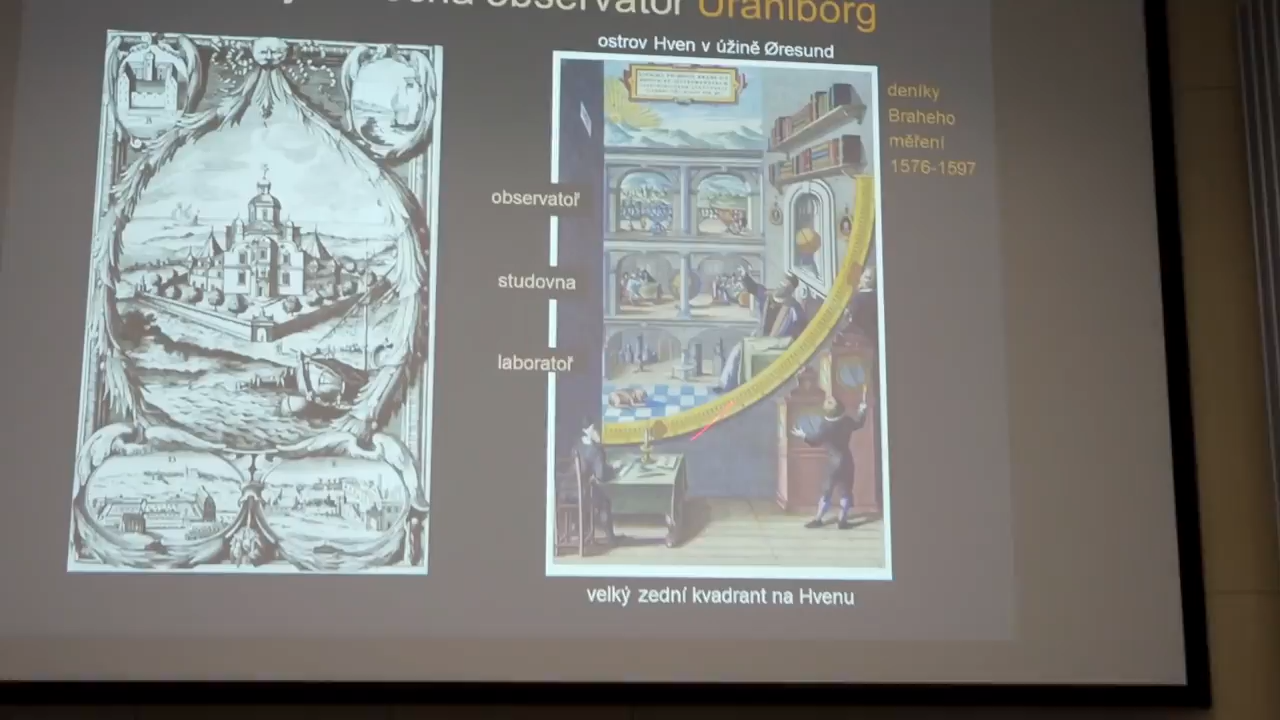 observatoř Uraniborg
ostrov Hven v úžině Øresund
deníky
Braheho
měření
1576-1597
observatoř
studovna
laboratoř
velký zední kvadrant na Hvenu